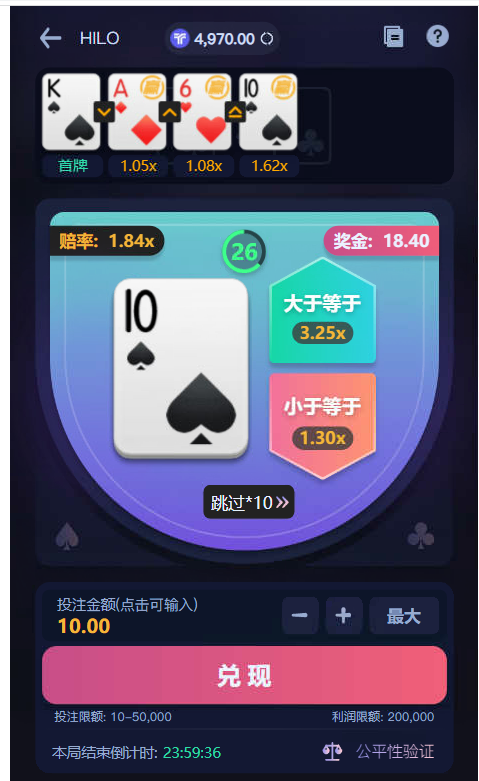 HILO
4,970.00
?
K A 6 10
首牌 1.05x 1.08x 1.62x
赔率: 1.84x
26
奖金: 18.40
10
大于等于
3.25x
小于等于
1.30x
跳过*10
投注金额(点击可输入)
10.00
最大
兑现
投注限额: 10-50,000 利润限额: 200,000
本局结束倒计时: 23:59:36 公平性验证